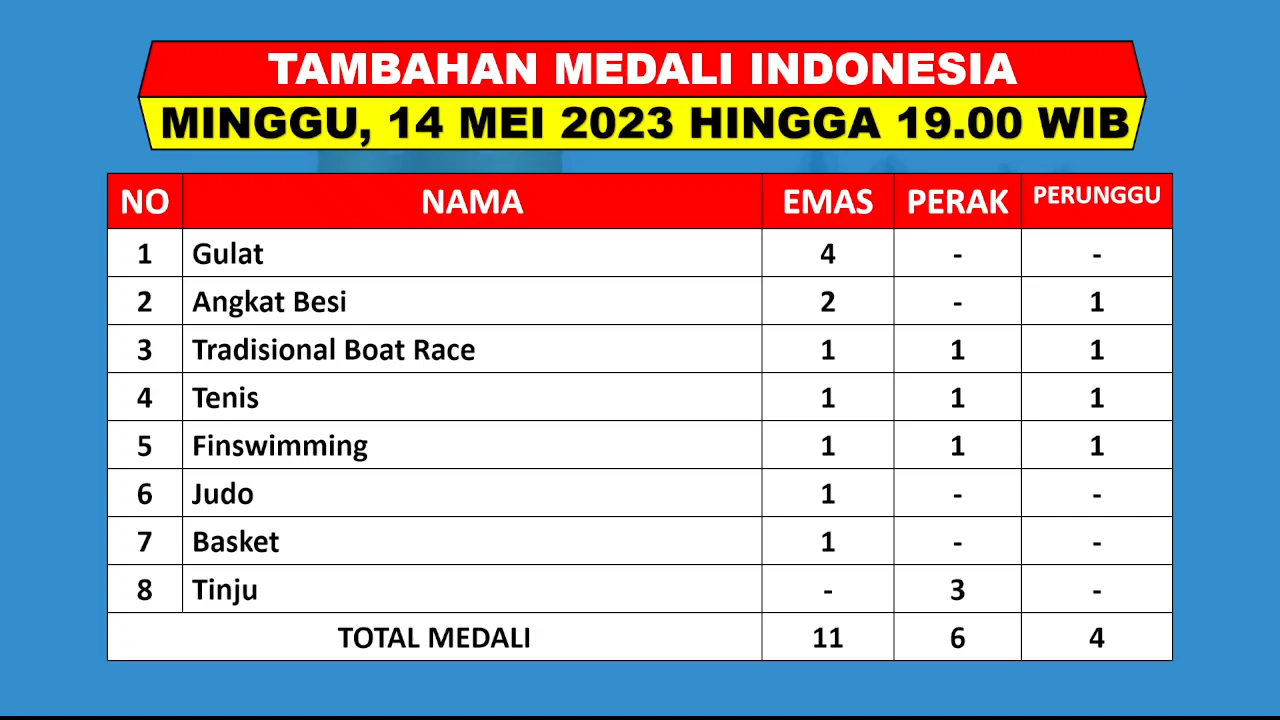 TAMBAHAN MEDALI INDONESIA
MINGGU, 14 MEI 2023 HINGGA 19.00 WIB
NO NAMA EMAS PERAK PERUNGGU
1 Gulat 4 - -
2 Angkat Besi 2 - 1
3 Tradisional Boat Race 1 1 1
4 Tenis 1 1 1
5 Finswimming 1 1 1
6 Judo 1 - -
7 Basket 1 - -
8 Tinju - 3 -
TOTAL MEDALI 11 6 4